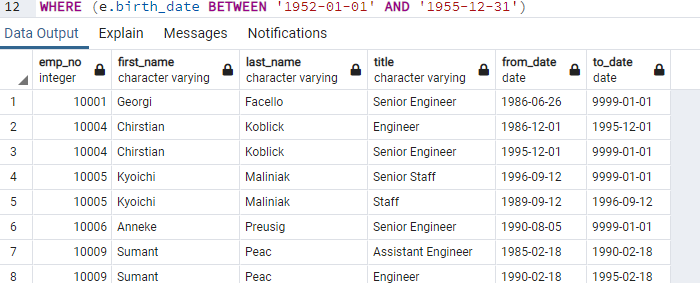 12 WHERE (e.birth_date BETWEEN '1952-01-01' AND '1955-12-31')
Data Output Explain Messages Notifications
emp_no first_name last_name title from_date to_date
integer character varying character varying character varying date date
1 10001 Georgi Facello Senior Engineer 1986-06-26 9999-01-01
2 10004 Chirstian Koblick Engineer 1986-12-01 1995-12-01
3 10004 Chirstian Koblick Senior Engineer 1995-12-01 9999-01-01
4 10005 Kyoichi Maliniak Senior Staff 1996-09-12 9999-01-01
5 10005 Kyoichi Maliniak Staff 1989-09-12 1996-09-12
6 10006 Anneke Preusig Senior Engineer 1990-08-05 9999-01-01
7 10009 Sumant Peac Assistant Engineer 1985-02-18 1990-02-18
8 10009 Sumant Peac Engineer 1990-02-18 1995-02-18